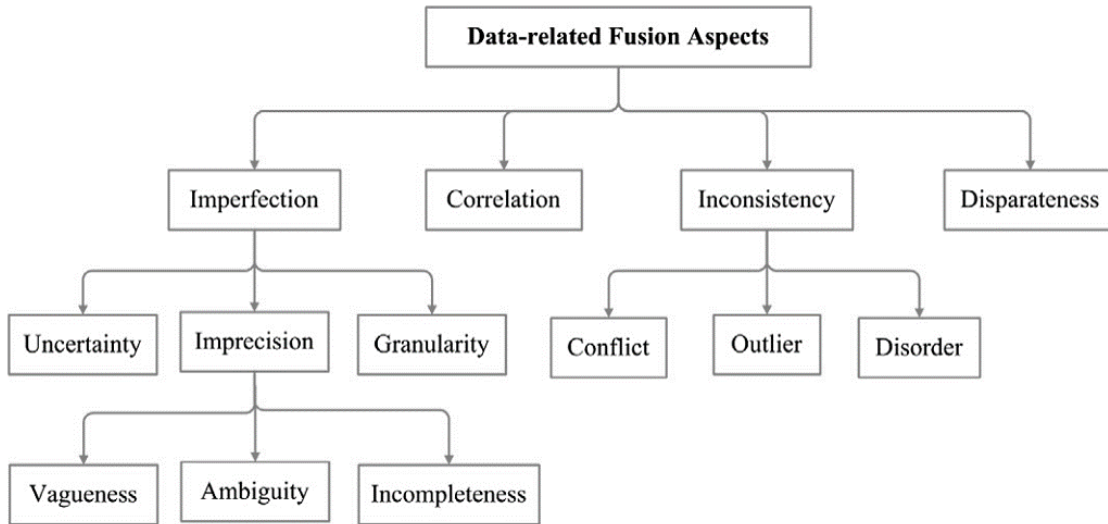 Data-related Fusion Aspects
Imperfection
Correlation
Inconsistency
Disparateness
Uncertainty
Imprecision
Granularity
Conflict
Outlier
Disorder
Vagueness
Ambiguity
Incompleteness